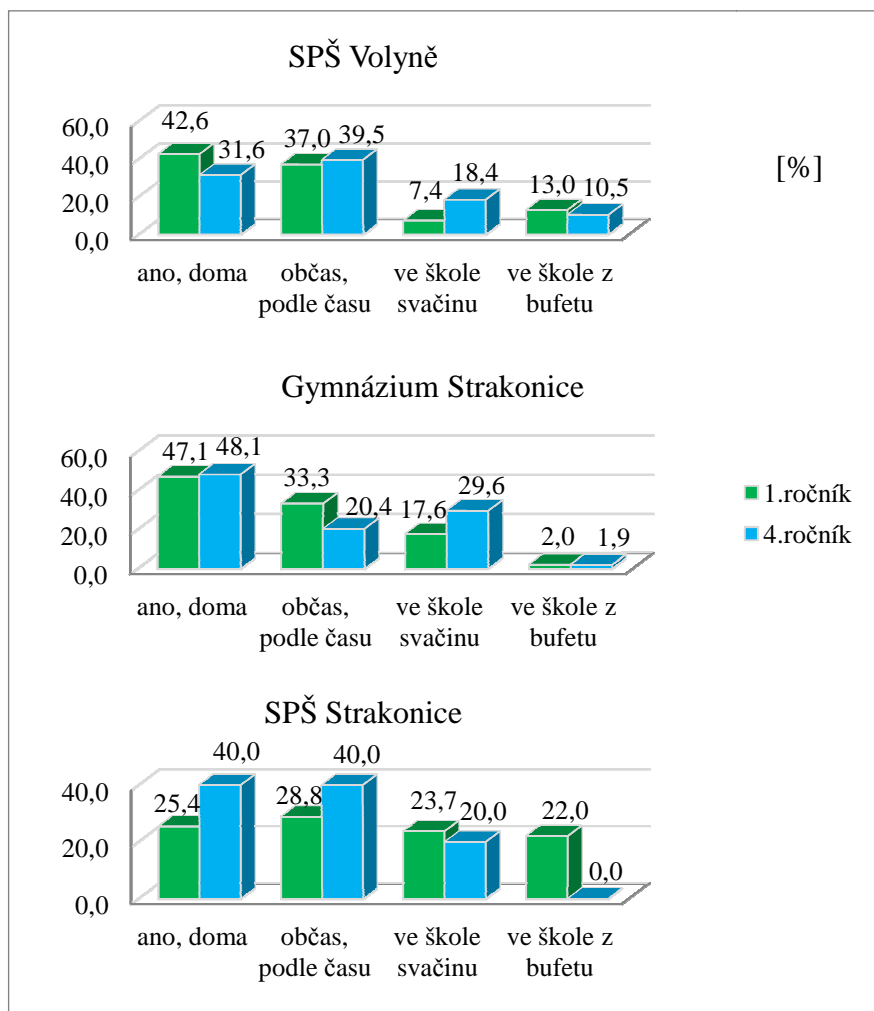 SPŠ Volyně
[%]
60,0
40,0
20,0
0,0
42,6
31,6
37,0
39,5
7,4
18,4
13,0
10,5
ano, doma
občas,
podle času
ve škole
svačinu
ve škole z
bufetu
Gymnázium Strakonice
60,0
40,0
20,0
0,0
47,1
48,1
33,3
20,4
17,6
29,6
2,0
1,9
ano, doma
občas,
podle času
ve škole
svačinu
ve škole z
bufetu
1.ročník
4.ročník
SPŠ Strakonice
40,0
20,0
0,0
25,4
40,0
28,8
40,0
23,7
20,0
22,0
0,0
ano, doma
občas,
podle času
ve škole
svačinu
ve škole z
bufetu